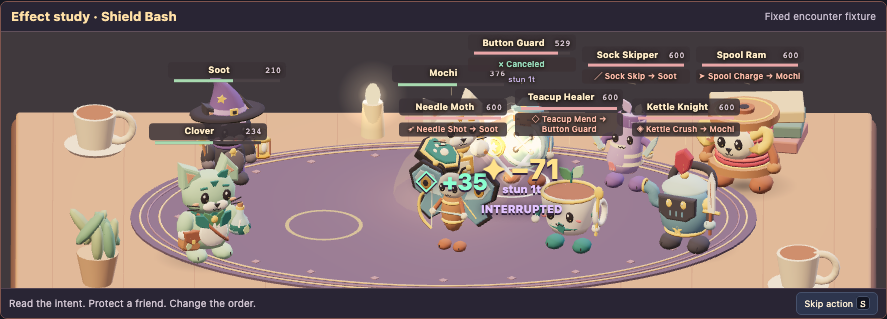 Effect study · Shield Bash
Fixed encounter fixture
Button Guard 529
× Canceled
stun 1t
Sock Skipper 600
Sock Skip → Soot
Spool Ram 600
➤ Spool Charge → Mochi
Soot 210
Mochi 376
Needle Moth 600
Needle Shot → Soot
Teacup Healer 600
◇ Teacup Mend →
Button Guard
Kettle Knight 600
◈ Kettle Crush → Mochi
Clover 234
+35
−71
stun 1t
INTERRUPTED
Read the intent. Protect a friend. Change the order.
Skip action S